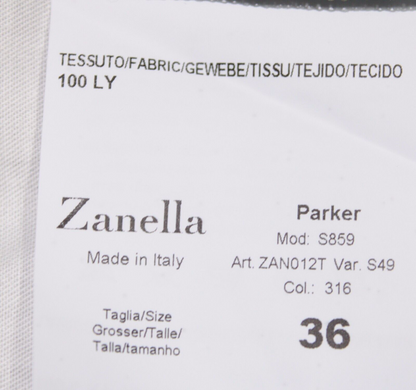 TESSUTO/FABRIC/GEWEBE/TISSU/TEJIDO/TECIDO
100 LY
Zanella
Made in Italy
Parker
Mod: S859
Art. ZAN012T Var. S49
Col.: 316
Taglia/Size
Grosser/Talle/
Talla/tamanho
36